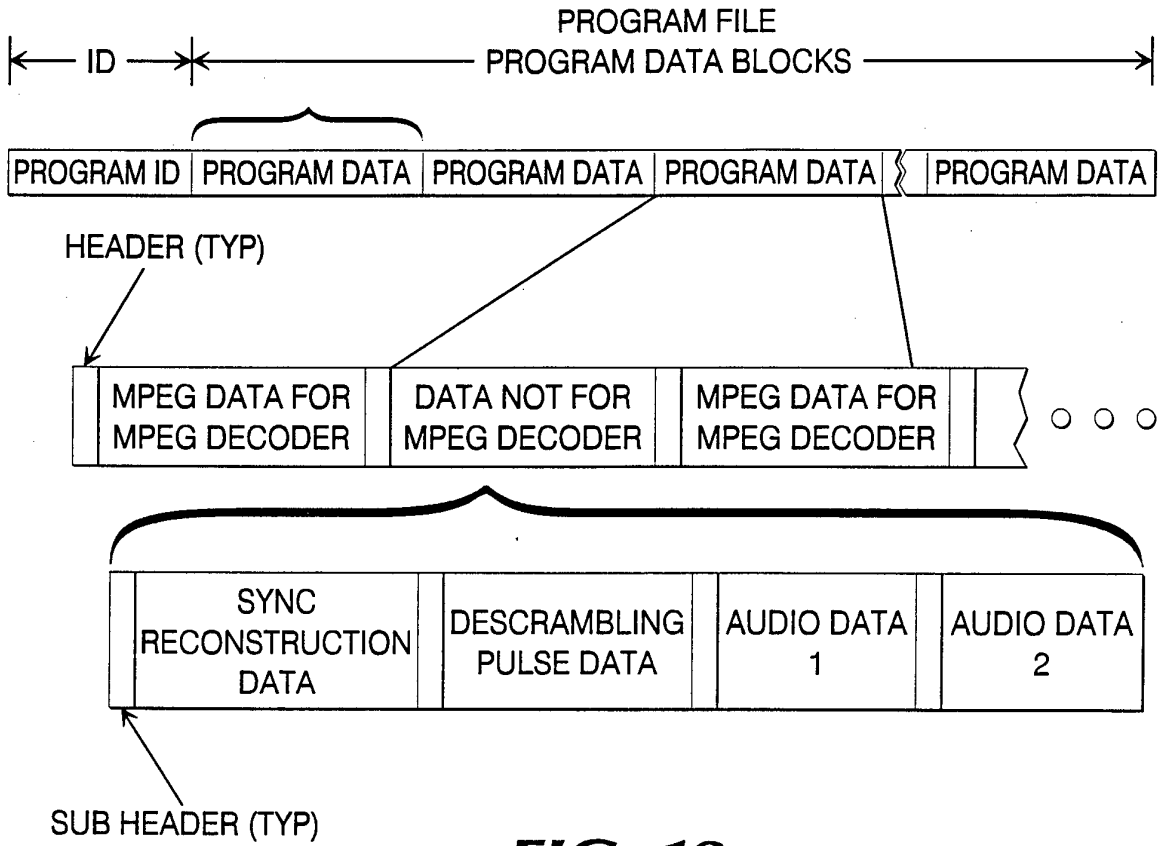 PROGRAM FILE
ID
PROGRAM DATA BLOCKS
PROGRAM ID PROGRAM DATA PROGRAM DATA PROGRAM DATA PROGRAM DATA
HEADER (TYP)
MPEG DATA FOR
MPEG DECODER
DATA NOT FOR
MPEG DECODER
MPEG DATA FOR
MPEG DECODER
SYNC
RECONSTRUCTION
DATA
DESCRAMBLING
PULSE DATA
AUDIO DATA
1
AUDIO DATA
2
SUB HEADER (TYP)